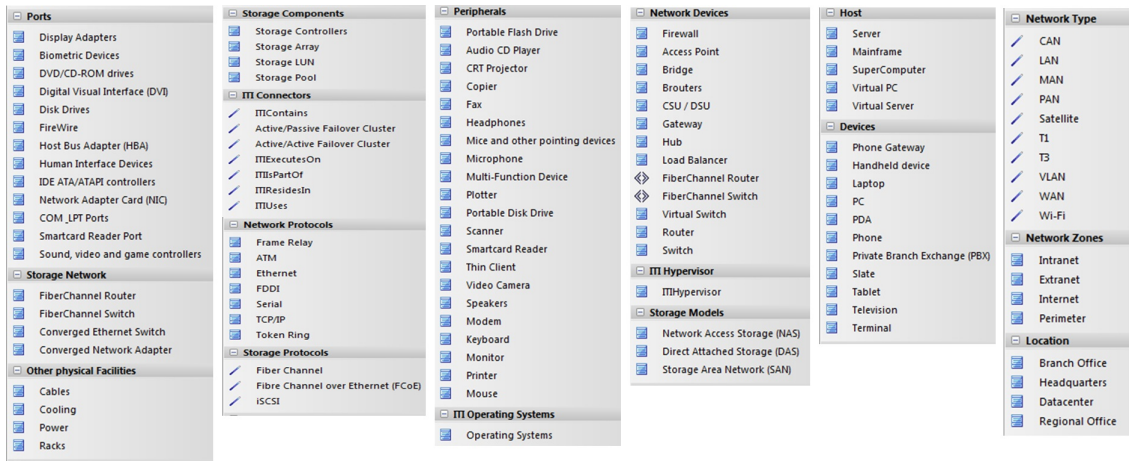 Ports
Display Adapters
Biometric Devices
DVD/CD-ROM drives
Digital Visual Interface (DVI)
Disk Drives
FireWire
Host Bus Adapter (HBA)
Human Interface Devices
IDE ATA/ATAPI controllers
Network Adapter Card (NIC)
COM_LPT Ports
Smartcard Reader Port
Sound, video and game controllers
Storage Network
FiberChannel Router
FiberChannel Switch
Converged Ethernet Switch
Converged Network Adapter
Other physical Facilities
Cables
Cooling
Power
Racks
Storage Components
Storage Controllers
Storage Array
Storage LUN
Storage Pool
ITI Connectors
ITIContains
Active/Passive Failover Cluster
Active/Active Failover Cluster
ITIExecutesOn
ITIIsPartOf
ITIResidesIn
ITIUses
Network Protocols
Frame Relay
ATM
Ethernet
FDDI
Serial
TCP/IP
Token Ring
Storage Protocols
Fiber Channel
Fibre Channel over Ethernet (FCoE)
iSCSI
Peripherals
Portable Flash Drive
Audio CD Player
CRT Projector
Copier
Fax
Headphones
Mice and other pointing devices
Microphone
Multi-Function Device
Plotter
Portable Disk Drive
Scanner
Smartcard Reader
Thin Client
Video Camera
Speakers
Modem
Keyboard
Monitor
Printer
Mouse
ITI Operating Systems
Operating Systems
Network Devices
Firewall
Access Point
Bridge
Brouters
CSU / DSU
Gateway
Hub
Load Balancer
FiberChannel Router
FiberChannel Switch
Virtual Switch
Router
Switch
ITI Hypervisor
ITIHypervisor
Storage Models
Network Access Storage (NAS)
Direct Attached Storage (DAS)
Storage Area Network (SAN)
Host
Server
Mainframe
SuperComputer
Virtual PC
Virtual Server
Devices
Phone Gateway
Handheld device
Laptop
PC
PDA
Phone
Private Branch Exchange (PBX)
Slate
Tablet
Television
Terminal
Network Type
CAN
LAN
MAN
PAN
Satellite
T1
T3
VLAN
WAN
Wi-Fi
Network Zones
Intranet
Extranet
Internet
Perimeter
Location
Branch Office
Headquarters
Datacenter
Regional Office